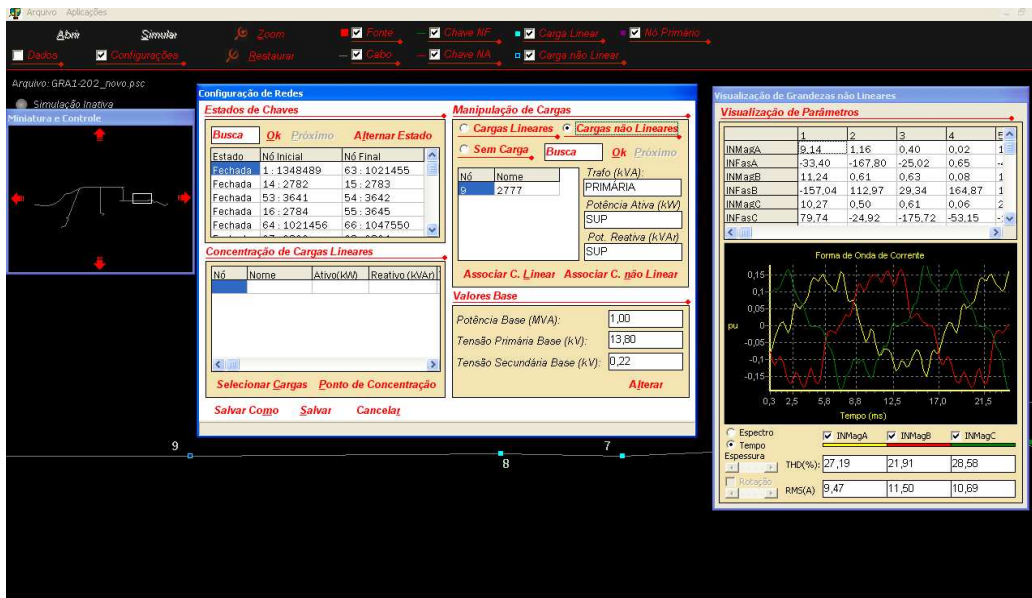 Arquivo Aplicações
Abrir Simular Zoom Fonte Chave NF Carga Linear Nó Primário
Dados Configurações Restaurar Cabo Chave NA Carga não Linear
Arquivo: GRA1-202_novo.psc
Simulação Inativa
Miniatura e Controle
Configuração de Redes
Estados de Chaves
Busca Ok Próximo Alternar Estado
Estado Nó Inicial Nó Final
Fechada 1 : 1348489 63 : 1021455
Fechada 14 : 2782 15 : 2783
Fechada 53 : 3641 54 : 3642
Fechada 16 : 2784 55 : 3645
Fechada 64 : 1021456 66 : 1047550
Concentração de Cargas Lineares
Nó Nome Ativo(kW) Reativo (kVAr)
Selecionar Cargas Ponto de Concentração
Salvar Como Salvar Cancelar
Manipulação de Cargas
Cargas Lineares Cargas não Lineares
Sem Carga Busca Ok Próximo
Nó Nome
9 2777
Trafo (kVA):
PRIMÁRIA
Potência Ativa (kW)
SUP
Pot. Reativa (kVAr)
SUP
Associar C. Linear Associar C. não Linear
Valores Base
Potência Base (MVA): 1,00
Tensão Primária Base (kV): 13,80
Tensão Secundária Base (kV): 0,22
Alterar
Visualização de Grandezas não Lineares
Visualização de Parâmetros
1 2 3 4 5
INMagA 9,14 1,16 0,40 0,02
INFasA -33,40 -167,80 -25,02 0,65
INMagB 11,24 0,61 0,63 0,08
INFasB -157,04 112,97 29,34 164,87
INMagC 10,27 0,50 0,61 0,06
INFasC 79,74 -24,92 -175,72 -53,15
Forma de Onda de Corrente
0,15
0,1
0,05
pu 0
-0,05
-0,1
-0,15
0,3 2,5 5,8 8,8 12,5 17,0 21,5
Tempo (ms)
Espectro
Tempo
INMagA INMagB INMagC
Espessura
THD(%): 27,19 21,91 28,58
Rotação
RMS(A) 9,47 11,50 10,69
9 7
8